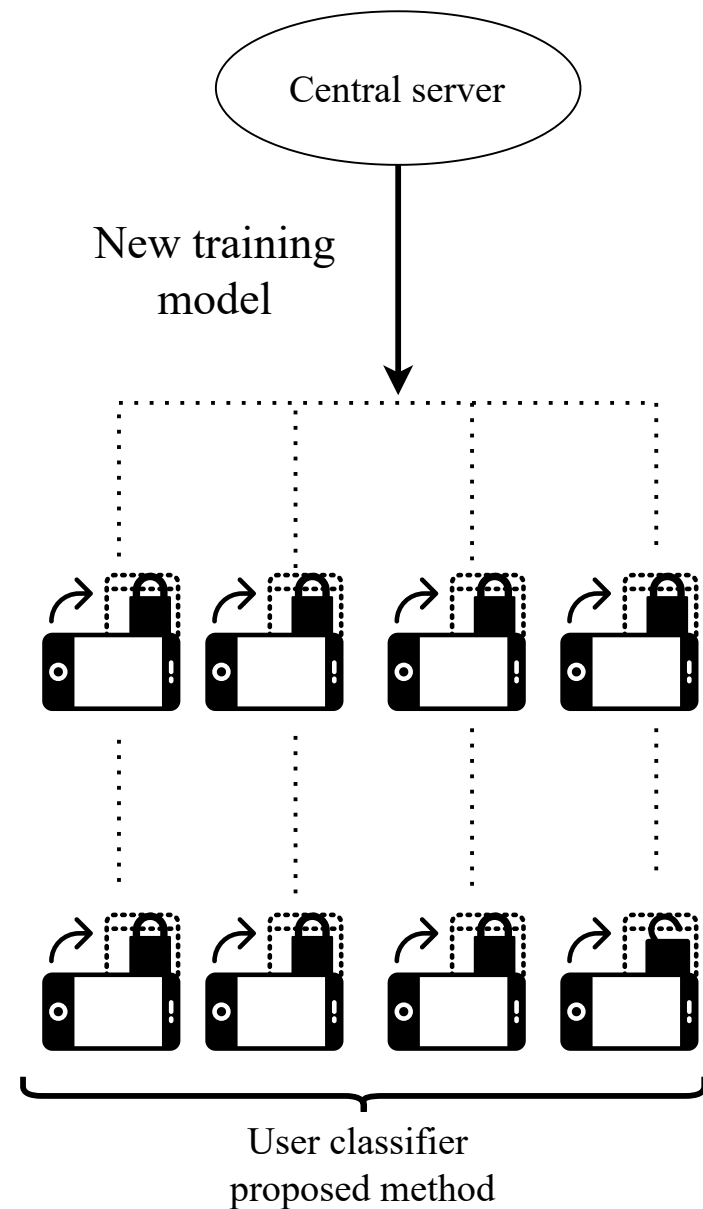 Central server
New training
model
User classifier
proposed method